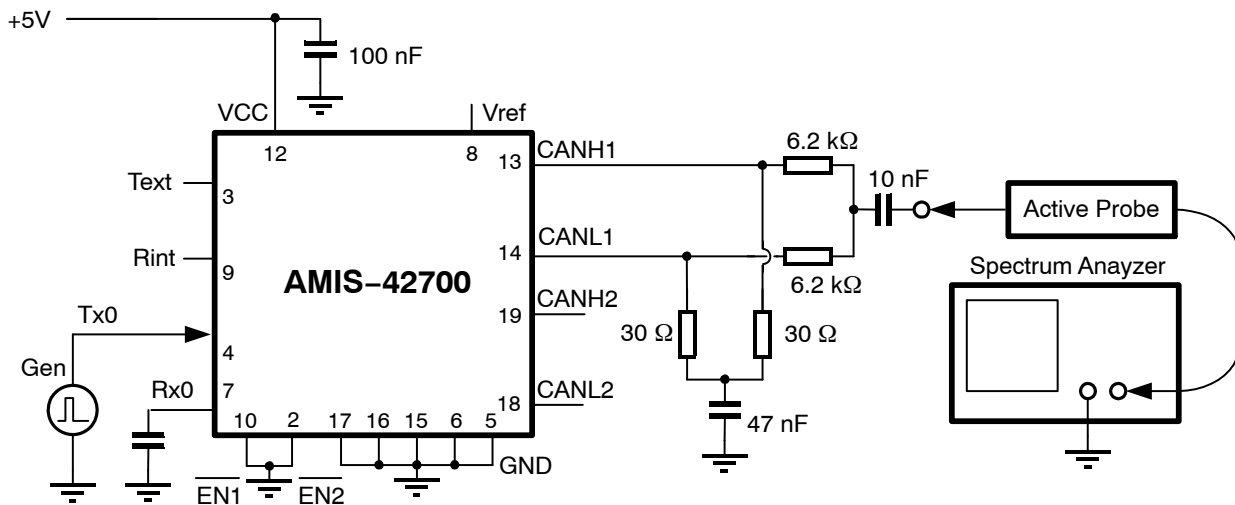 +5V
100 nF
VCC
Vref
12
8
13
CANH1
6.2 kΩ
10 nF
Active Probe
Text
3
14
CANL1
6.2 kΩ
Spectrum Anayzer
Rint
9
AMIS-42700
19
CANH2
Tx0
4
30 Ω
30 Ω
Gen
Rx0
7
18
CANL2
47 nF
10
2
17
16
15
6
5
GND
EN1
EN2